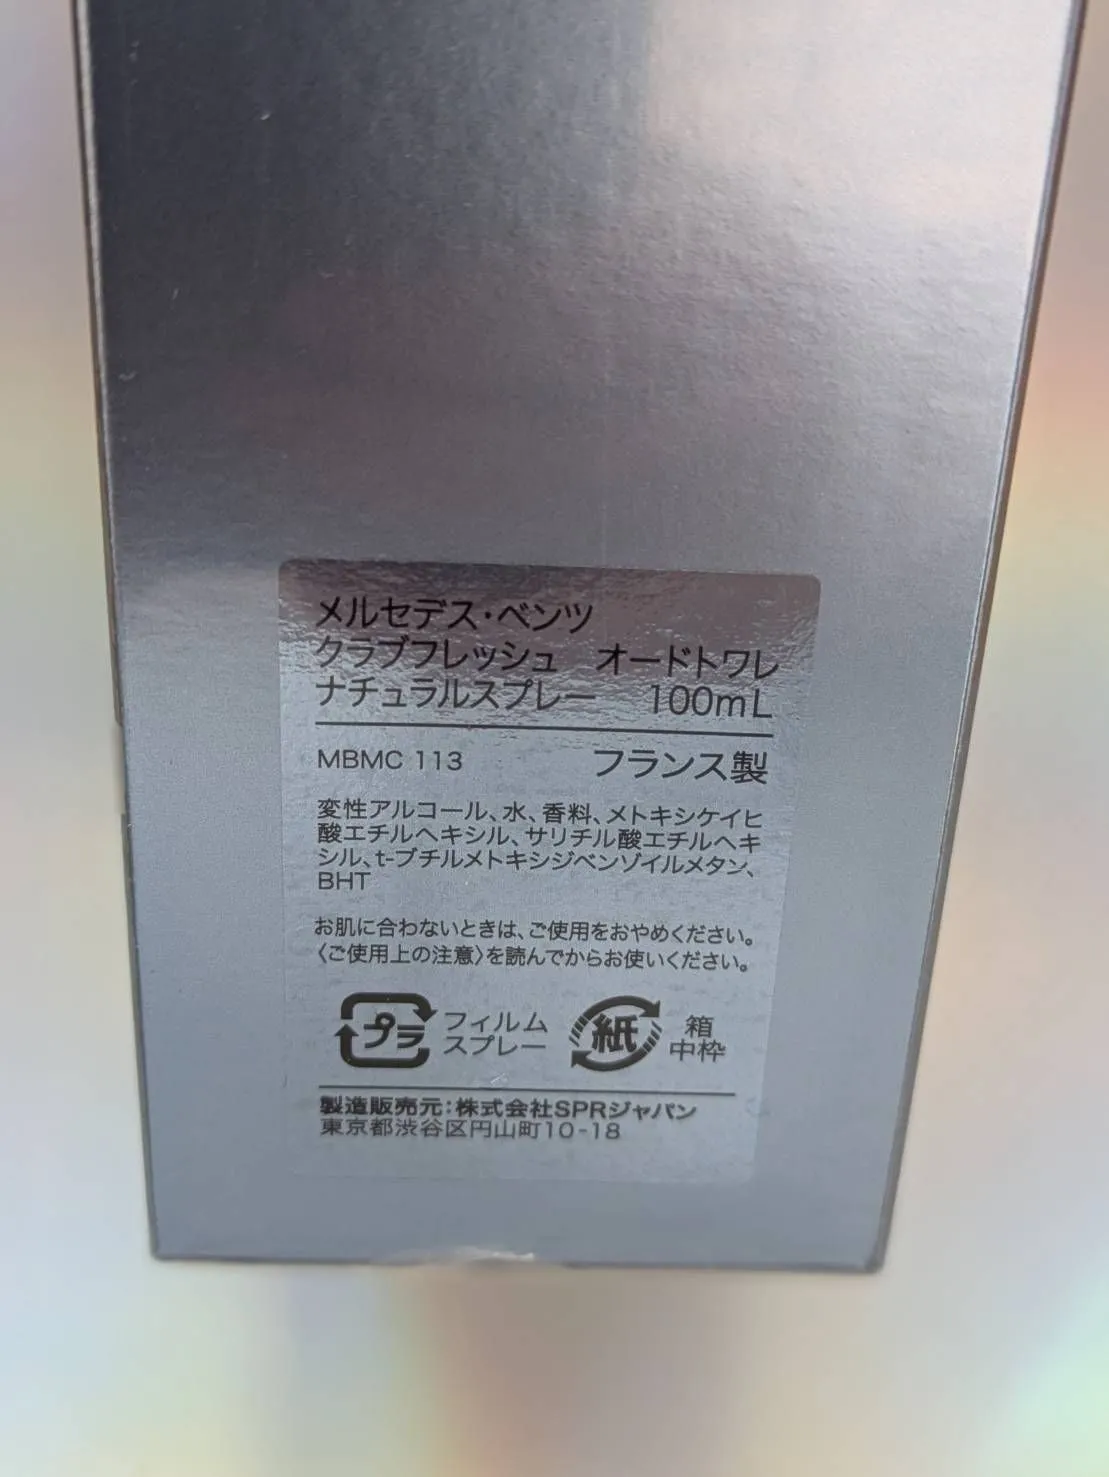 メルセデス・ベンツ
クラブフレッシュ　オードトワレ
ナチュラルスプレー　100mL
MBMC 113　フランス製
変性アルコール、水、香料、メトキシケイヒ
酸エチルヘキシル、サリチル酸エチルヘキ
シル、t-ブチルメトキシジベンゾイルメタン、
BHT
お肌に合わないときは、ご使用をおやめください。
〈ご使用上の注意〉を読んでからお使いください。
プラ　フィルム
スプレー
紙　箱
中枠
製造販売元：株式会社SPRジャパン
東京都渋谷区円山町10-18